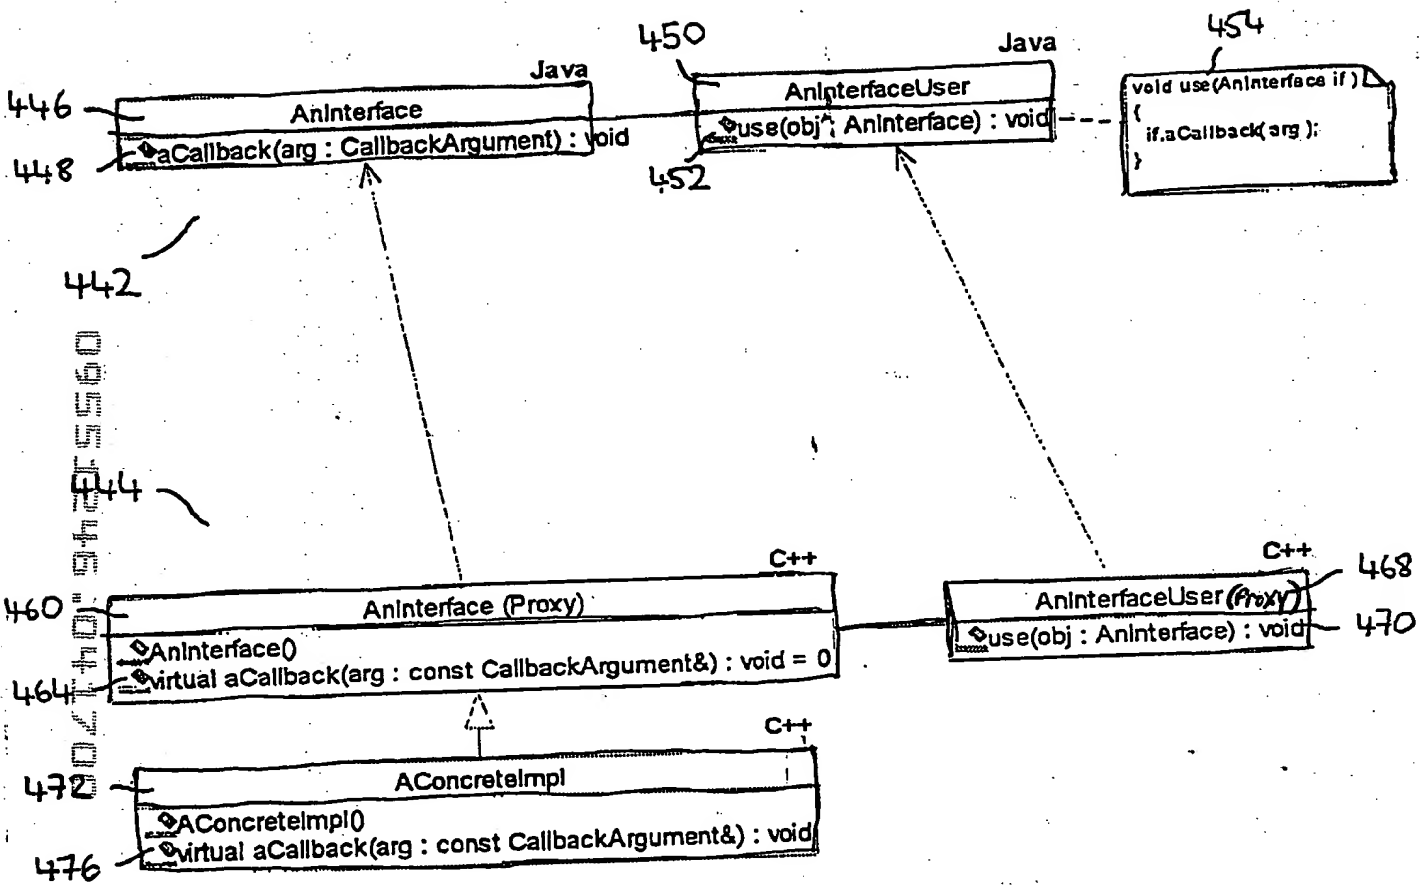 450
454
Java
Java
446
AnInterface
AnInterfaceUser
void use(AnInterface if)
{
if.aCallback( arg );
}
448
aCallback(arg : CallbackArgument) : void
use(obj : AnInterface) : void
452
442
444
C++
C++
460
AnInterface (Proxy)
AnInterfaceUser (Proxy)
468
AnInterface()
use(obj : AnInterface) : void
470
464
virtual aCallback(arg : const CallbackArgument&) : void = 0
C++
472
AConcreteImpl
AConcreteImpl()
476
virtual aCallback(arg : const CallbackArgument&) : void